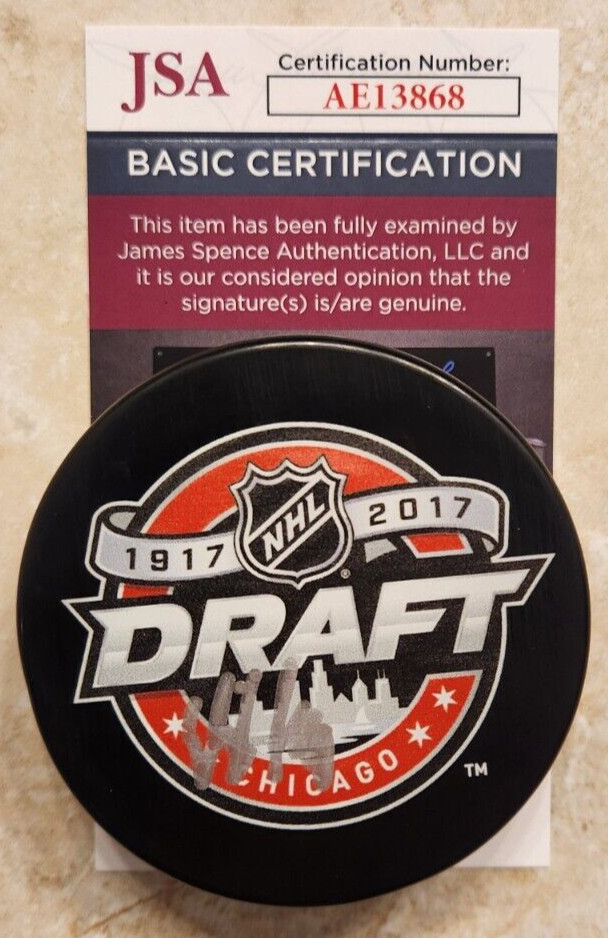 JSA
Certification Number:
AE13868
BASIC CERTIFICATION
This item has been fully examined by
James Spence Authentication, LLC and
it is our considered opinion that the
signature(s) is/are genuine.
1917 NHL 2017
®
DRAFT
CHICAGO
TM